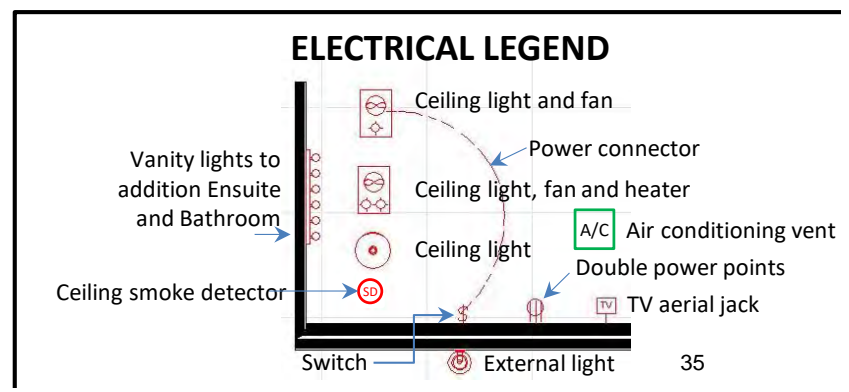 ELECTRICAL LEGEND
Ceiling light and fan
Power connector
Vanity lights to
addition Ensuite
and Bathroom
Ceiling light, fan and heater
A/C
Air conditioning vent
Ceiling light
Double power points
Ceiling smoke detector
SD
TV
TV aerial jack
$
Switch
External light
35